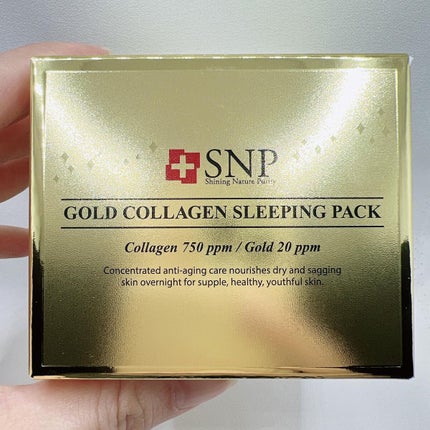 SNP
Shining Nature Purity
GOLD COLLAGEN SLEEPING PACK
Collagen 750 ppm / Gold 20 ppm
Concentrated anti-aging care nourishes dry and sagging
skin overnight for supple, healthy, youthful skin.